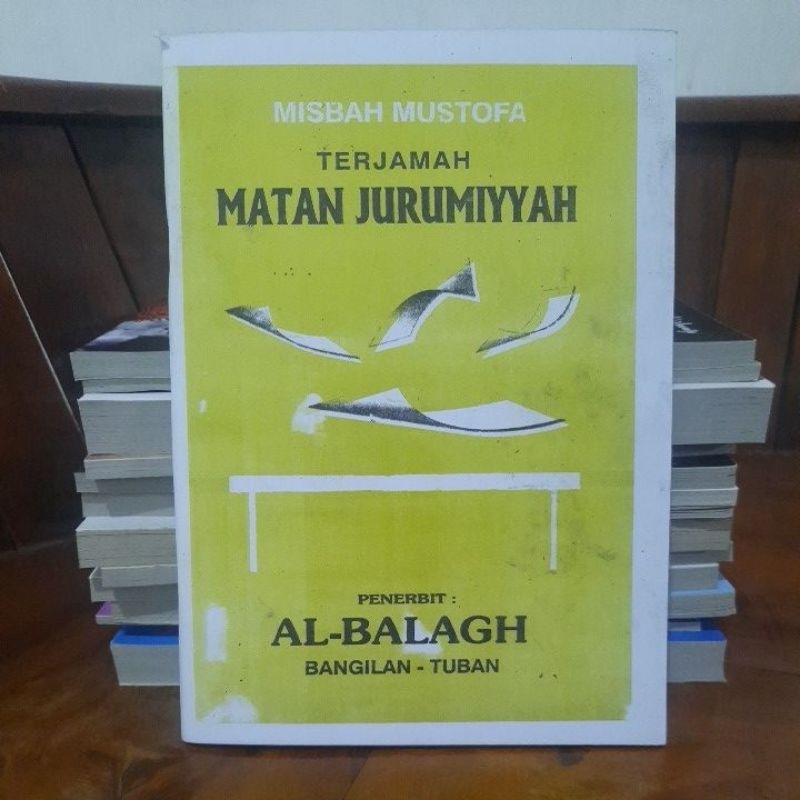 MISBAH MUSTOFA
TERJAMAH
MATAN JURUMIYYAH
PENERBIT :
AL-BALAGH
BANGILAN - TUBAN